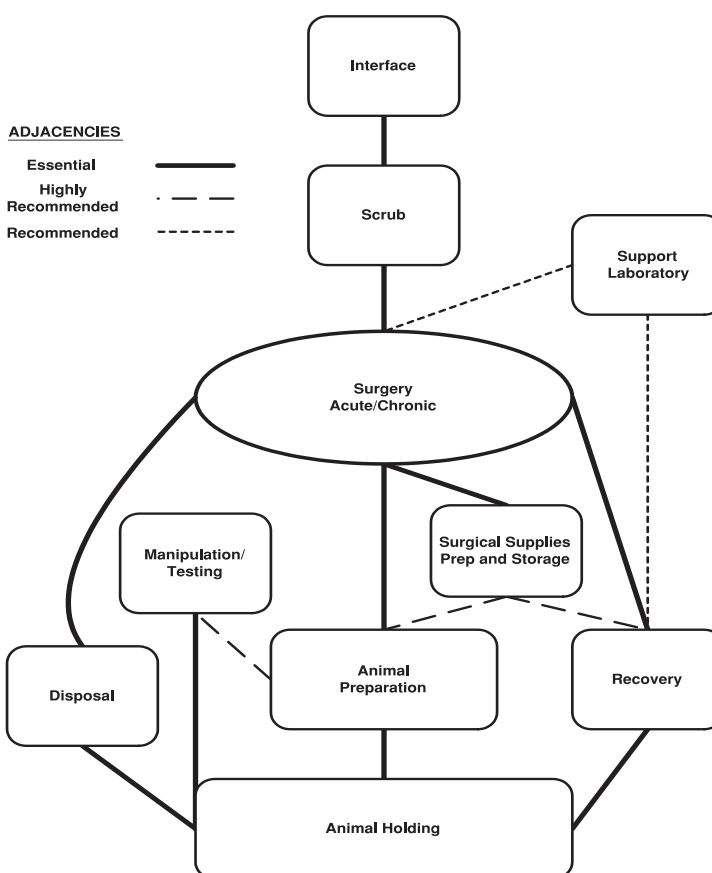 Interface
ADJACENCIES
Essential
Highly
Recommended
Recommended
Scrub
Support
Laboratory
Surgery
Acute/Chronic
Manipulation/
Testing
Surgical Supplies
Prep and Storage
Disposal
Animal
Preparation
Recovery
Animal Holding